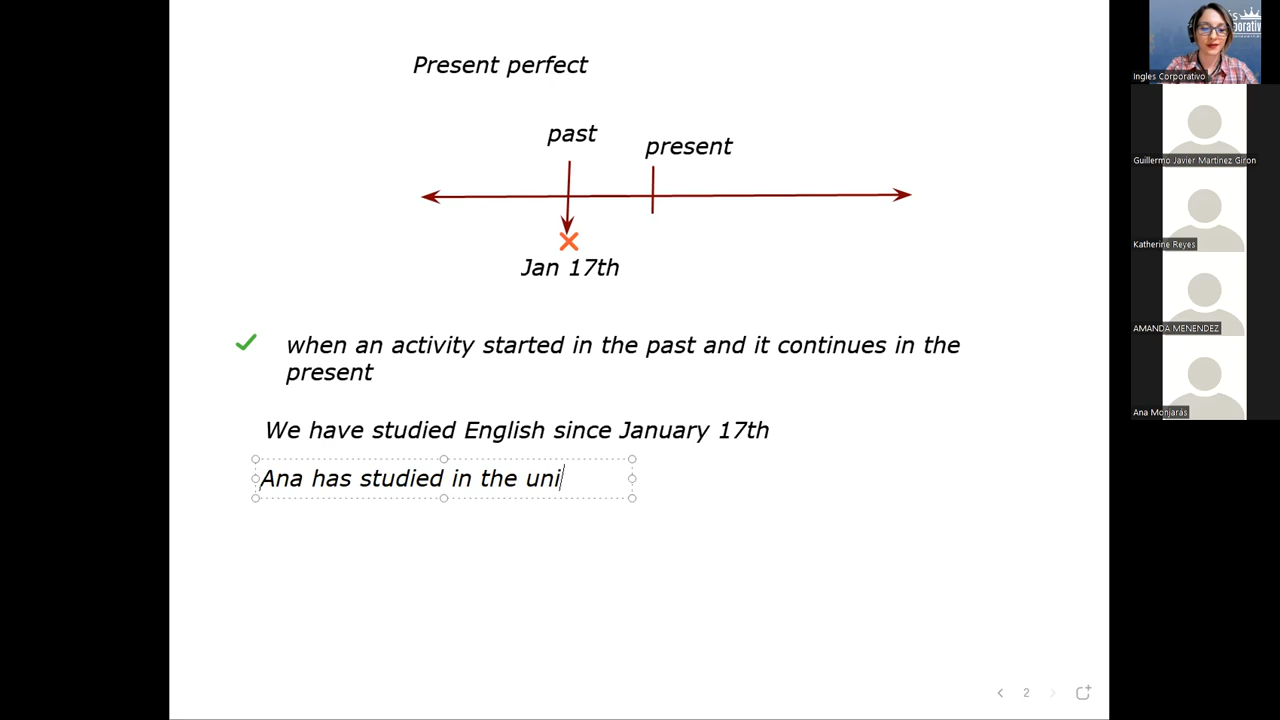 Present perfect
past
present
Jan 17th
when an activity started in the past and it continues in the
present
We have studied English since January 17th
Ana has studied in the uni
2
Ingles Corporativo
Guillermo Javier Martinez Giron
Katherine Reyes
AMANDA MENENDEZ
Ana Monjarás